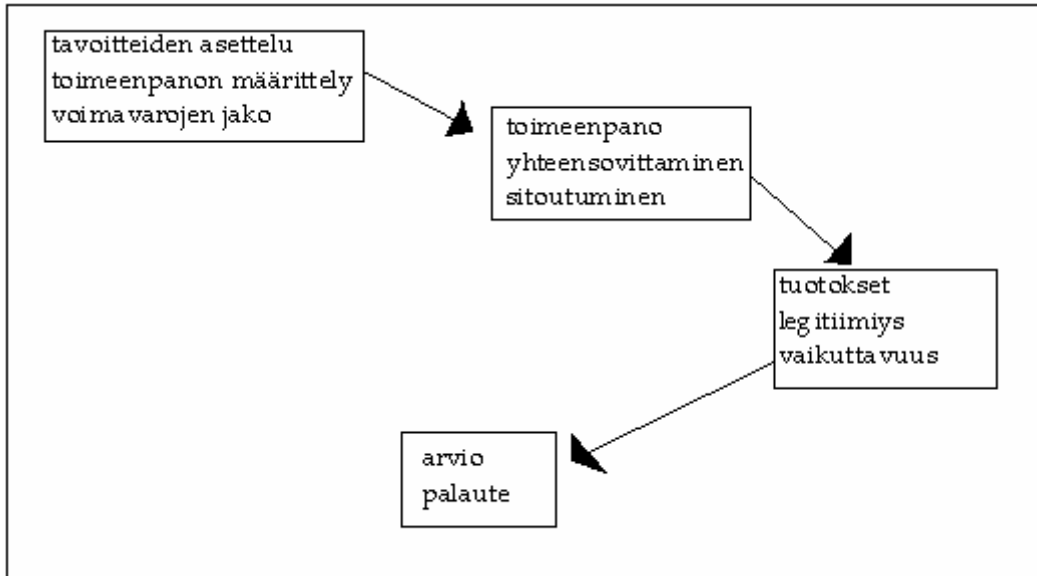 tavoitteiden asettelu
toimeenpanon määrittely
voimavarojen jako
toimeenpano
yhteensovittaminen
sitoutuminen
tuotokset
legitiimiys
vaikuttavuus
arvio
palaute